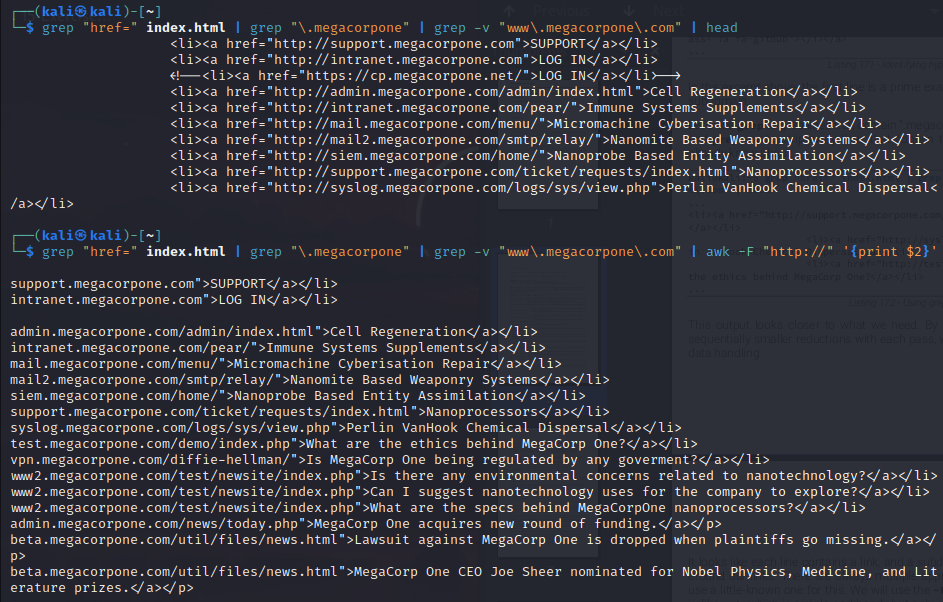 ┌──(kali㉿kali)-[~]
└─$ grep "href=" index.html | grep "\.megacorpone" | grep -v "www\.megacorpone\.com" | head
<li><a href="http://support.megacorpone.com">SUPPORT</a></li>
<li><a href="http://intranet.megacorpone.com">LOG IN</a></li>
<!--<li><a href="https://cp.megacorpone.net/">LOG IN</a></li>-->
<li><a href="http://admin.megacorpone.com/admin/index.html">Cell Regeneration</a></li>
<li><a href="http://intranet.megacorpone.com/pear/">Immune Systems Supplements</a></li>
<li><a href="http://mail.megacorpone.com/menu/">Micromachine Cyberisation Repair</a></li>
<li><a href="http://mail2.megacorpone.com/smtp/relay/">Nanomite Based Weaponry Systems</a></li>
<li><a href="http://siem.megacorpone.com/home/">Nanoprobe Based Entity Assimilation</a></li>
<li><a href="http://support.megacorpone.com/ticket/requests/index.html">Nanoprocessors</a></li>
<li><a href="http://syslog.megacorpone.com/logs/sys/view.php">Perlin VanHook Chemical Dispersal<
/a></li>
┌──(kali㉿kali)-[~]
└─$ grep "href=" index.html | grep "\.megacorpone" | grep -v "www\.megacorpone\.com" | awk -F "http://" '{print $2}'
support.megacorpone.com">SUPPORT</a></li>
intranet.megacorpone.com">LOG IN</a></li>
admin.megacorpone.com/admin/index.html">Cell Regeneration</a></li>
intranet.megacorpone.com/pear/">Immune Systems Supplements</a></li>
mail.megacorpone.com/menu/">Micromachine Cyberisation Repair</a></li>
mail2.megacorpone.com/smtp/relay/">Nanomite Based Weaponry Systems</a></li>
siem.megacorpone.com/home/">Nanoprobe Based Entity Assimilation</a></li>
support.megacorpone.com/ticket/requests/index.html">Nanoprocessors</a></li>
syslog.megacorpone.com/logs/sys/view.php">Perlin VanHook Chemical Dispersal</a></li>
test.megacorpone.com/demo/index.php">What are the ethics behind MegaCorp One?</a></li>
vpn.megacorpone.com/diffie-hellman/">Is MegaCorp One being regulated by any goverment?</a></li>
www2.megacorpone.com/test/newsite/index.php">Is there any environmental concerns related to nanotechnology?</a></li>
www2.megacorpone.com/test/newsite/index.php">Can I suggest nanotechnology uses for the company to explore?</a></li>
www2.megacorpone.com/test/newsite/index.php">What are the specs behind MegaCorpOne nanoprocessors?</a></li>
admin.megacorpone.com/news/today.php">MegaCorp One acquires new round of funding.</a></p>
beta.megacorpone.com/util/files/news.html">Lawsuit against MegaCorp One is dropped when plaintiffs go missing.</a></
p>
beta.megacorpone.com/util/files/news.html">MegaCorp One CEO Joe Sheer nominated for Nobel Physics, Medicine, and Lit
erature prizes.</a></p>